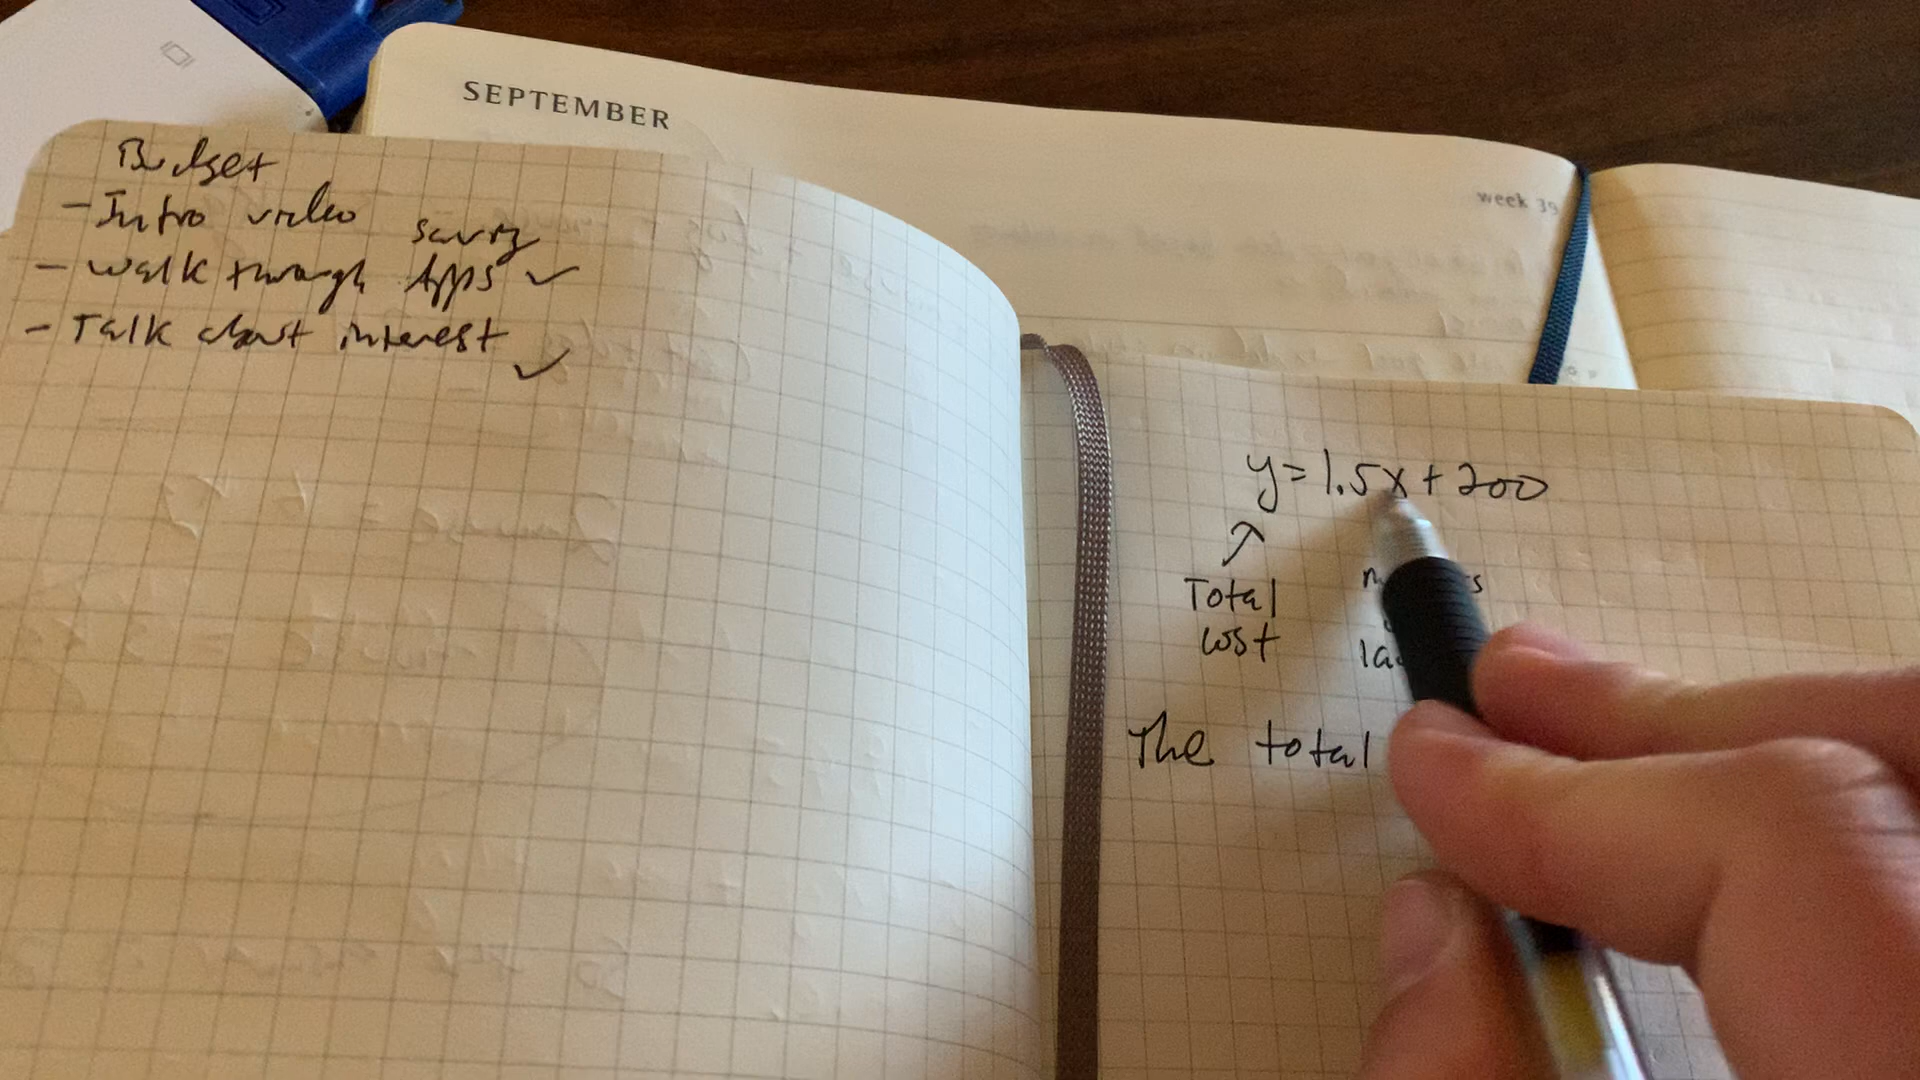 SEPTEMBER
week 39
Budget
- Intro video
- Walk through Apps ✓
- Talk about interest ✓
y = 1.5x + 200
Total
cost
The total